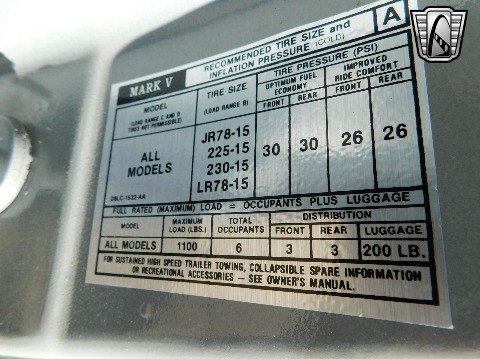 MARK V
RECOMMENDED TIRE SIZE and
INFLATION PRESSURE (COLD)
A
MODEL
(LOAD RANGE C AND D
TIRES NOT PERMISSIBLE)
TIRE SIZE
(LOAD RANGE B)
TIRE PRESSURE (PSI)
OPTIMUM FUEL
ECONOMY
IMPROVED
RIDE COMFORT
FRONT REAR FRONT REAR
ALL
MODELS
JR78-15
225-15
230-15
LR78-15
30 30 26 26
D8LC-1532-AA
FULL RATED (MAXIMUM) LOAD = OCCUPANTS PLUS LUGGAGE
MODEL
MAXIMUM
LOAD (LBS.)
TOTAL
OCCUPANTS
DISTRIBUTION
FRONT REAR LUGGAGE
ALL MODELS 1100 6 3 3 200 LB.
FOR SUSTAINED HIGH SPEED TRAILER TOWING, COLLAPSIBLE SPARE INFORMATION
OR RECREATIONAL ACCESSORIES — SEE OWNER'S MANUAL.